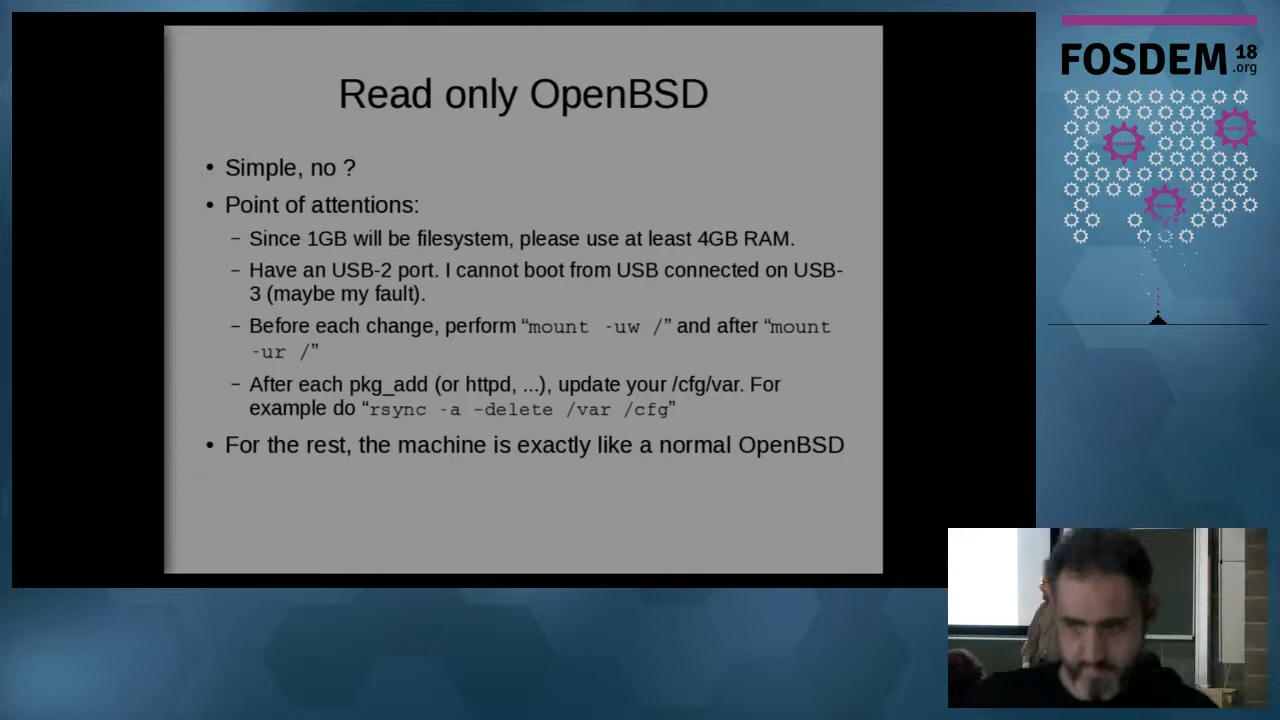 Read only OpenBSD
• Simple, no ?
• Point of attentions:
– Since 1GB will be filesystem, please use at least 4GB RAM.
– Have an USB-2 port. I cannot boot from USB connected on USB-
3 (maybe my fault).
– Before each change, perform “mount -uw /” and after “mount
-ur /”
– After each pkg_add (or httpd, ...), update your /cfg/var. For
example do “rsync -a –delete /var /cfg”
• For the rest, the machine is exactly like a normal OpenBSD
FOSDEM 18
.org